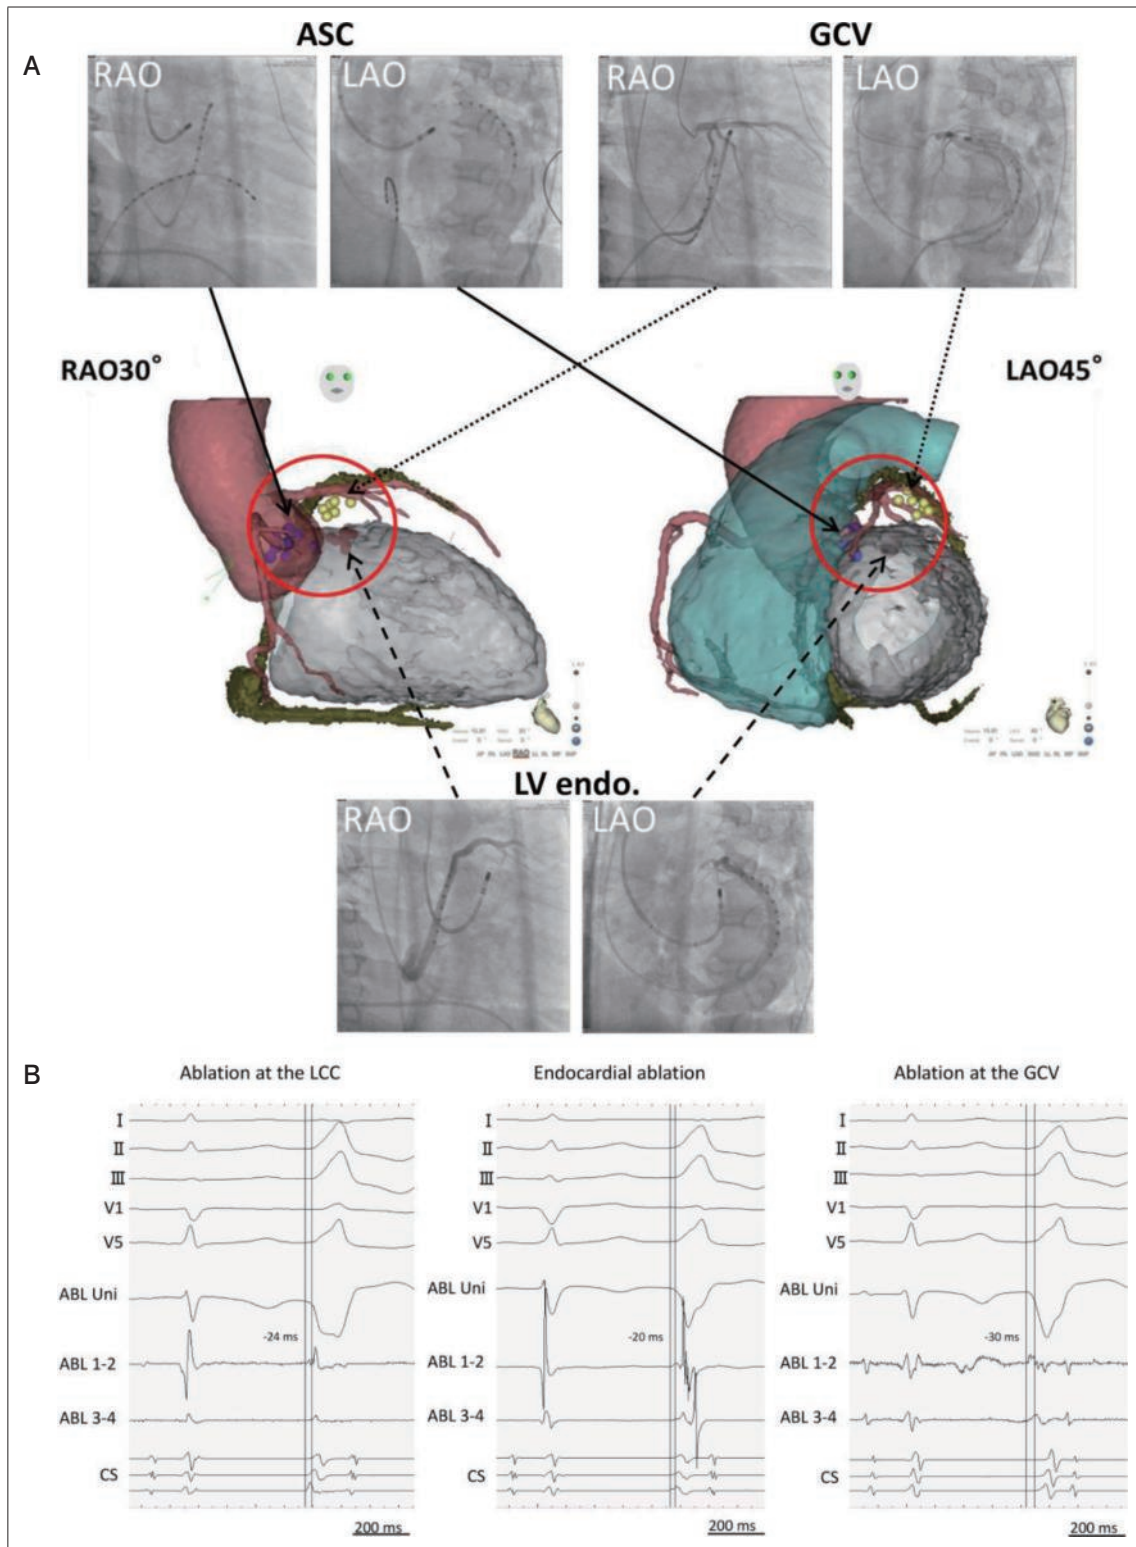 ASC
GCV
A
RAO
LAO
RAO
LAO
RAO30°
LAO45°
LV endo.
RAO
LAO
B
Ablation at the LCC
Endocardial ablation
Ablation at the GCV
I
II
III
V1
V5
ABL Uni
-24 ms
ABL 1-2
ABL 3-4
CS
200 ms
I
II
III
V1
V5
ABL Uni
-20 ms
ABL 1-2
ABL 3-4
CS
200 ms
I
II
III
V1
V5
ABL Uni
-30 ms
ABL 1-2
ABL 3-4
CS
200 ms